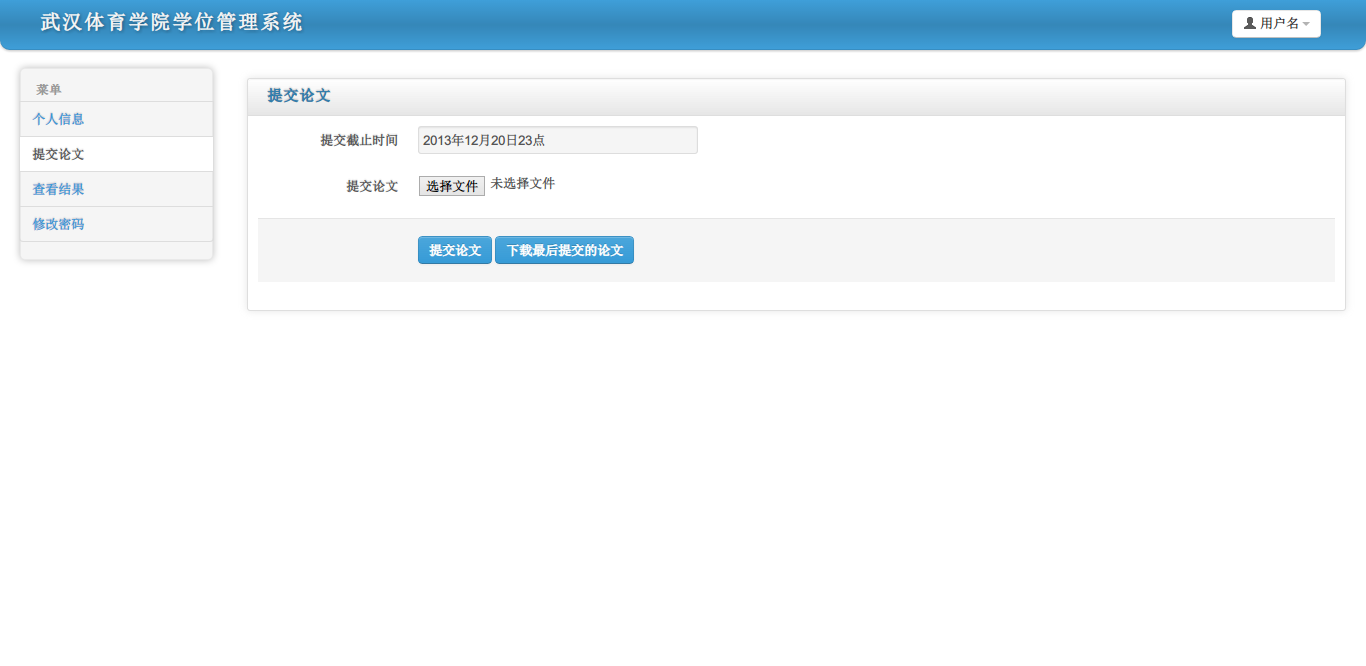 武汉体育学院学位管理系统
用户名
菜单
个人信息
提交论文
查看结果
修改密码
提交论文
提交截止时间 2013年12月20日23点
提交论文 选择文件 未选择文件
提交论文 下载最后提交的论文